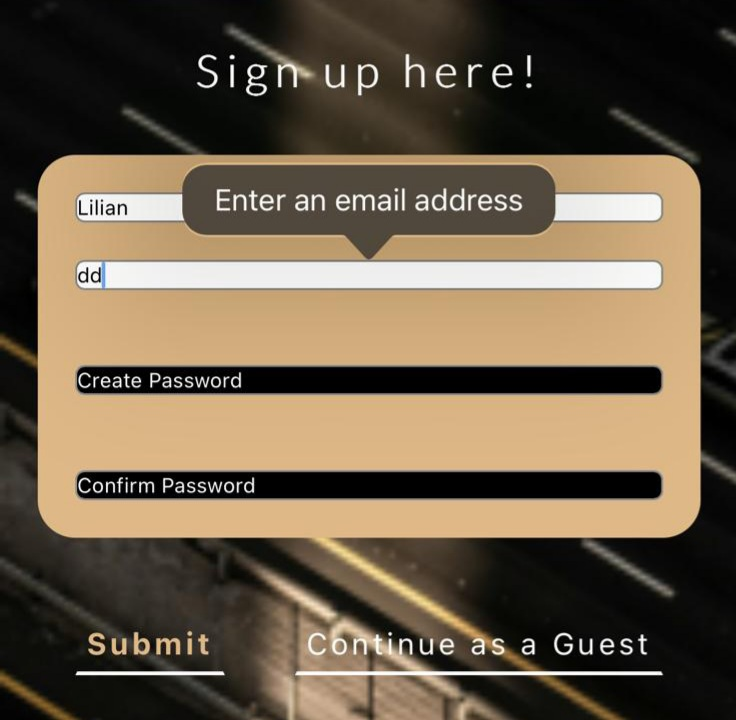 Sign up here!
Enter an email address
Lilian
dd
Create Password
Confirm Password
Submit
Continue as a Guest